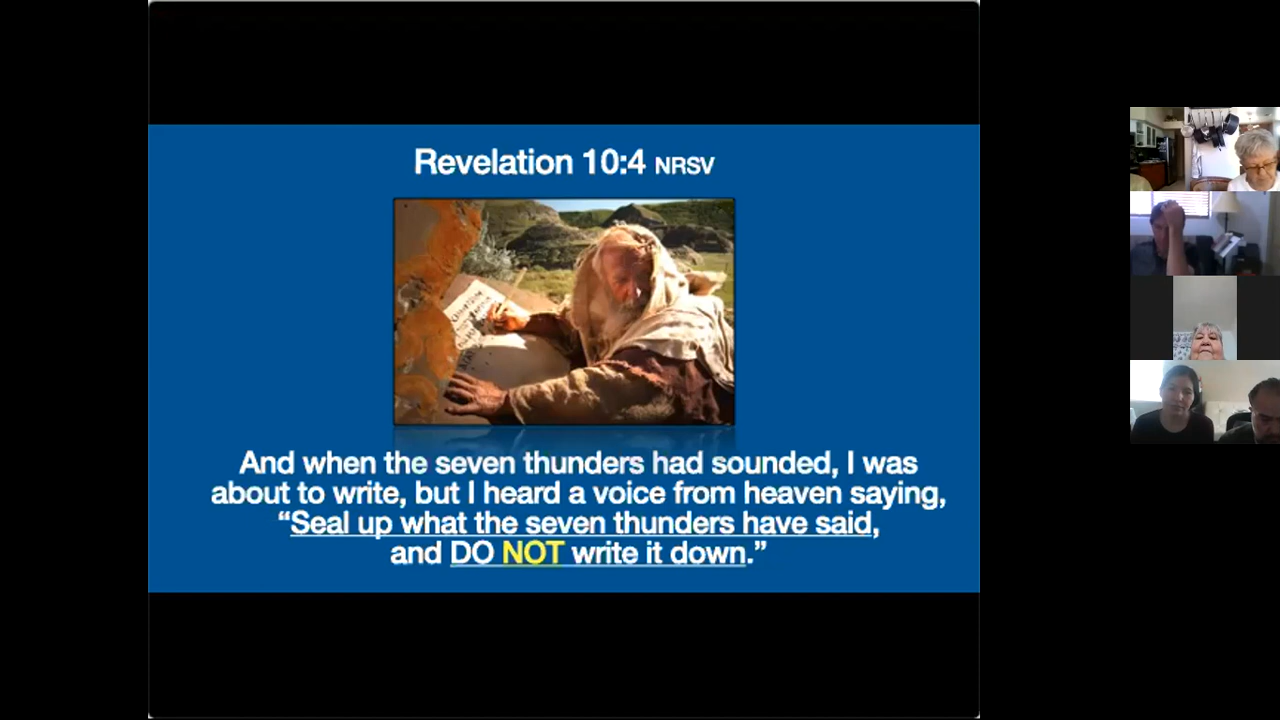 Revelation 10:4 NRSV
And when the seven thunders had sounded, I was
about to write, but I heard a voice from heaven saying,
“Seal up what the seven thunders have said,
and DO NOT write it down.”